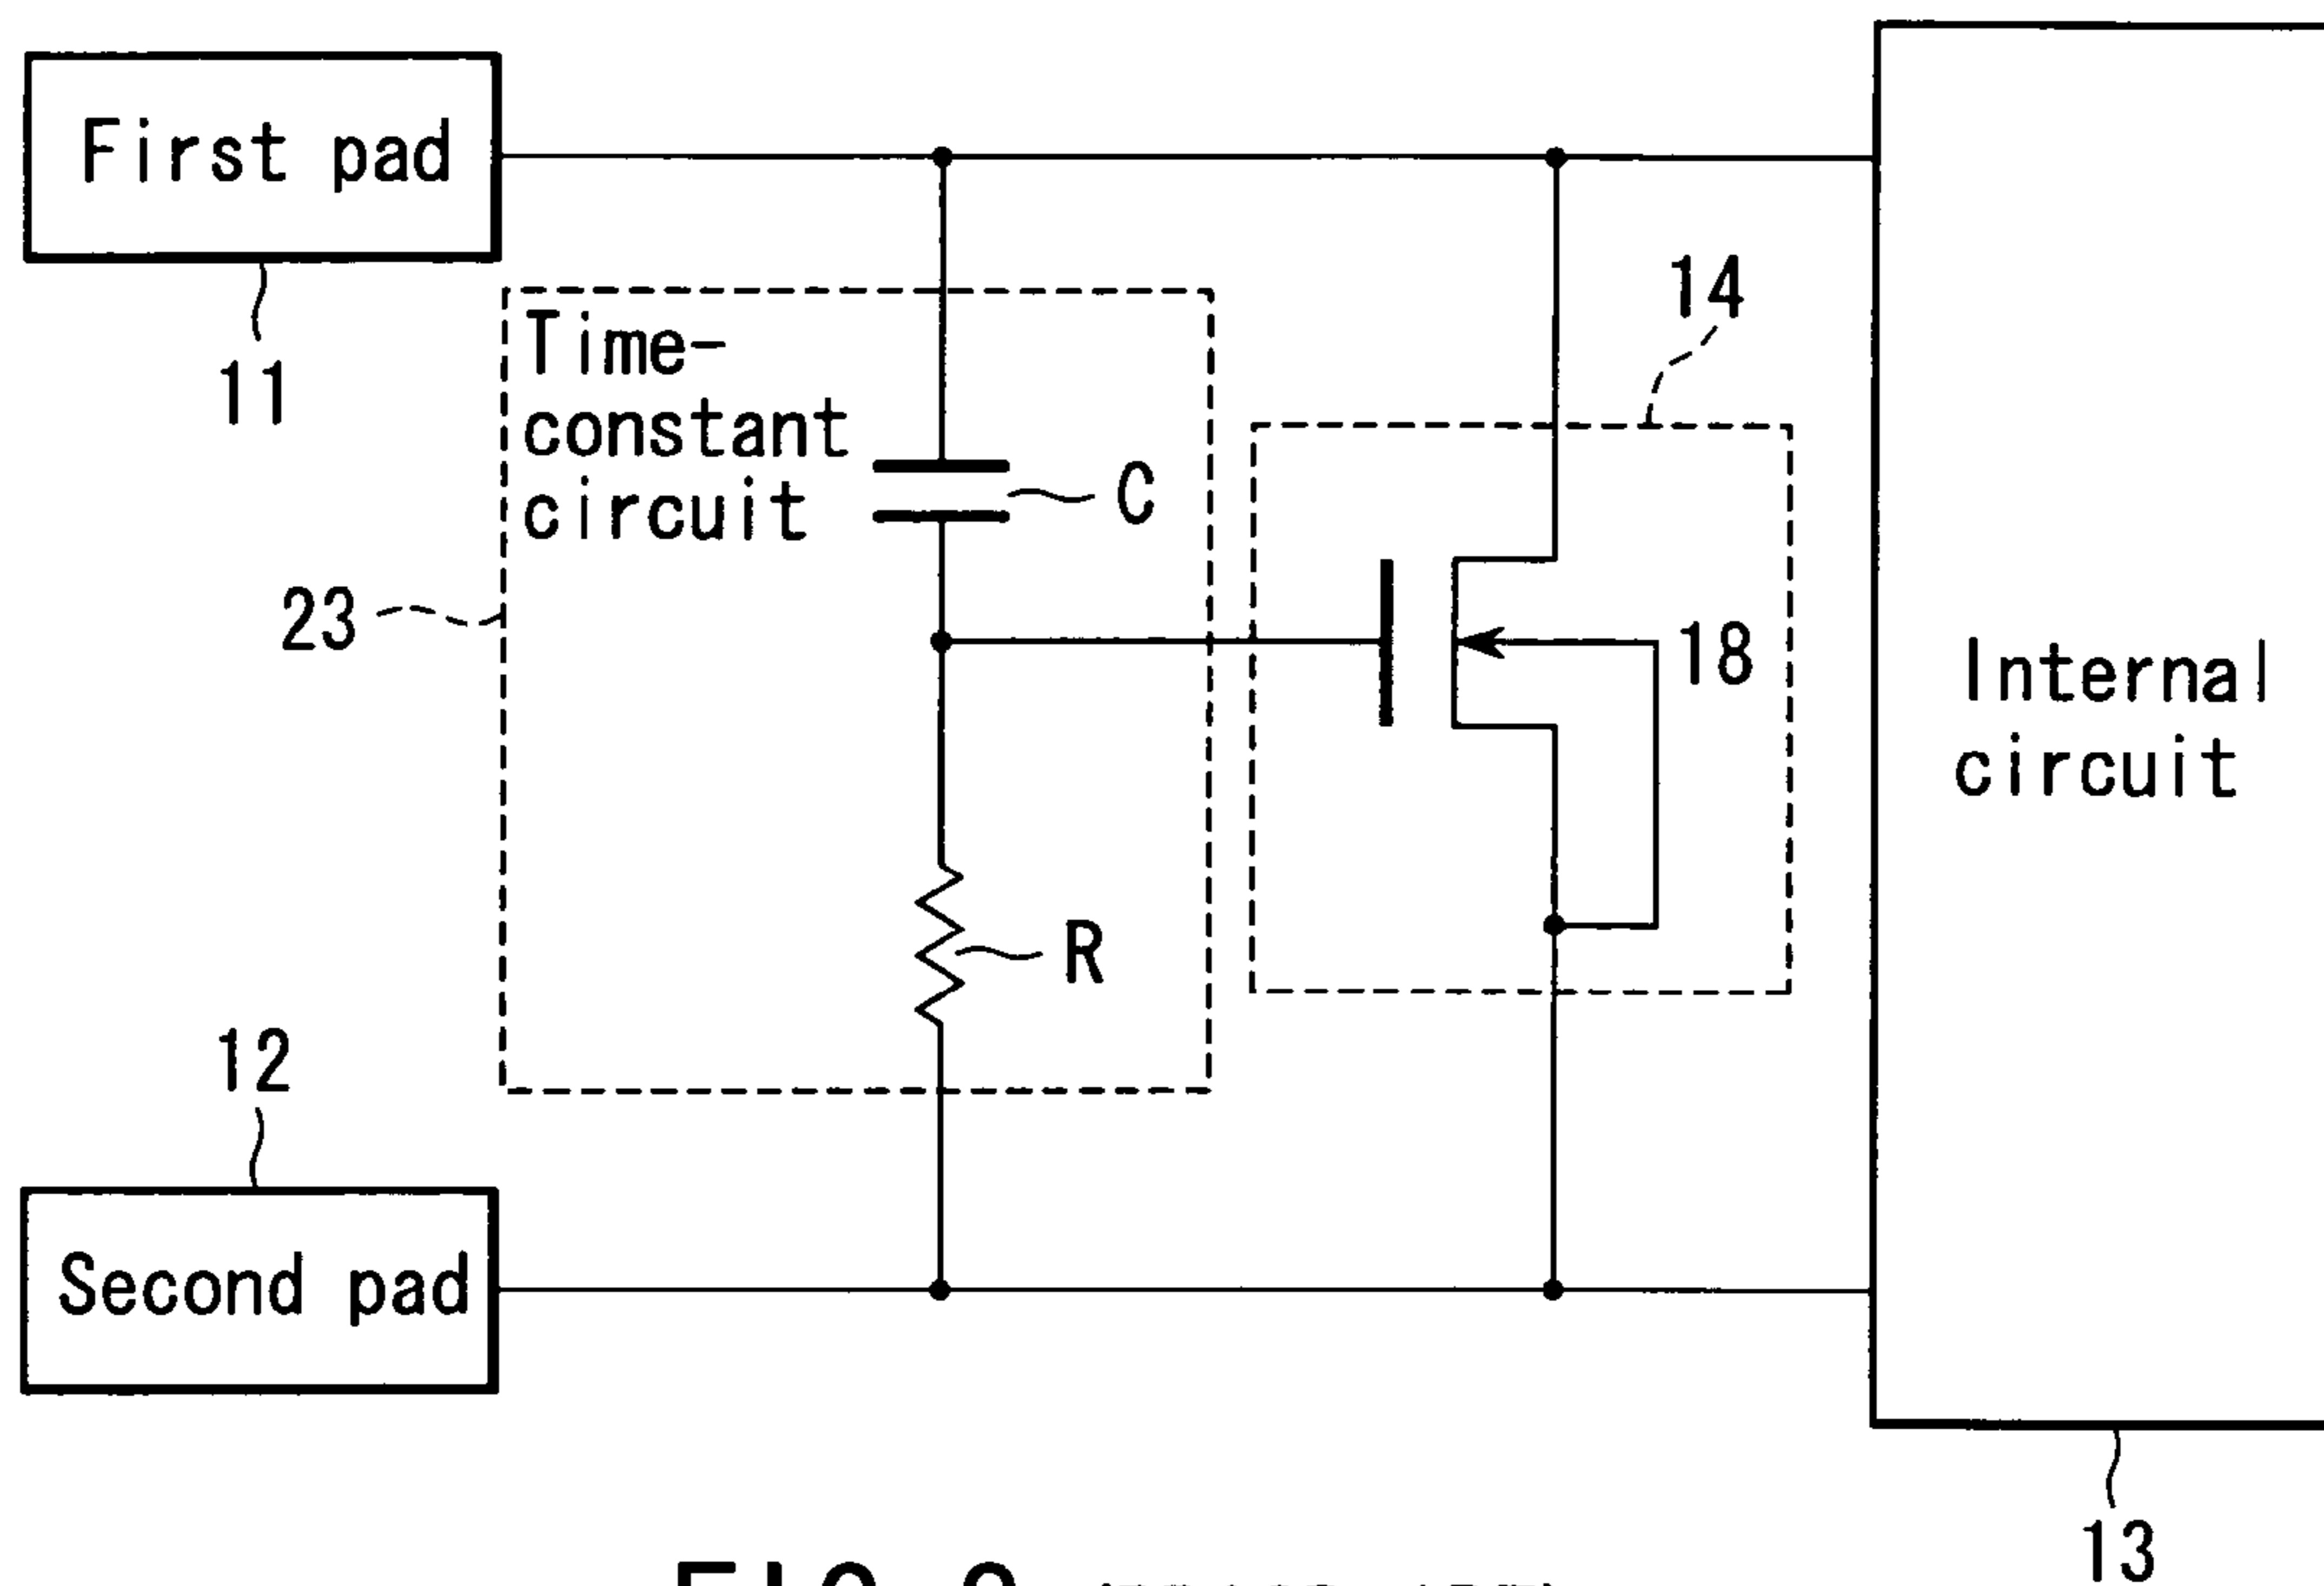 First pad
11
14
Time-
constant
circuit
C
23
18
Internal
circuit
R
12
Second pad
13